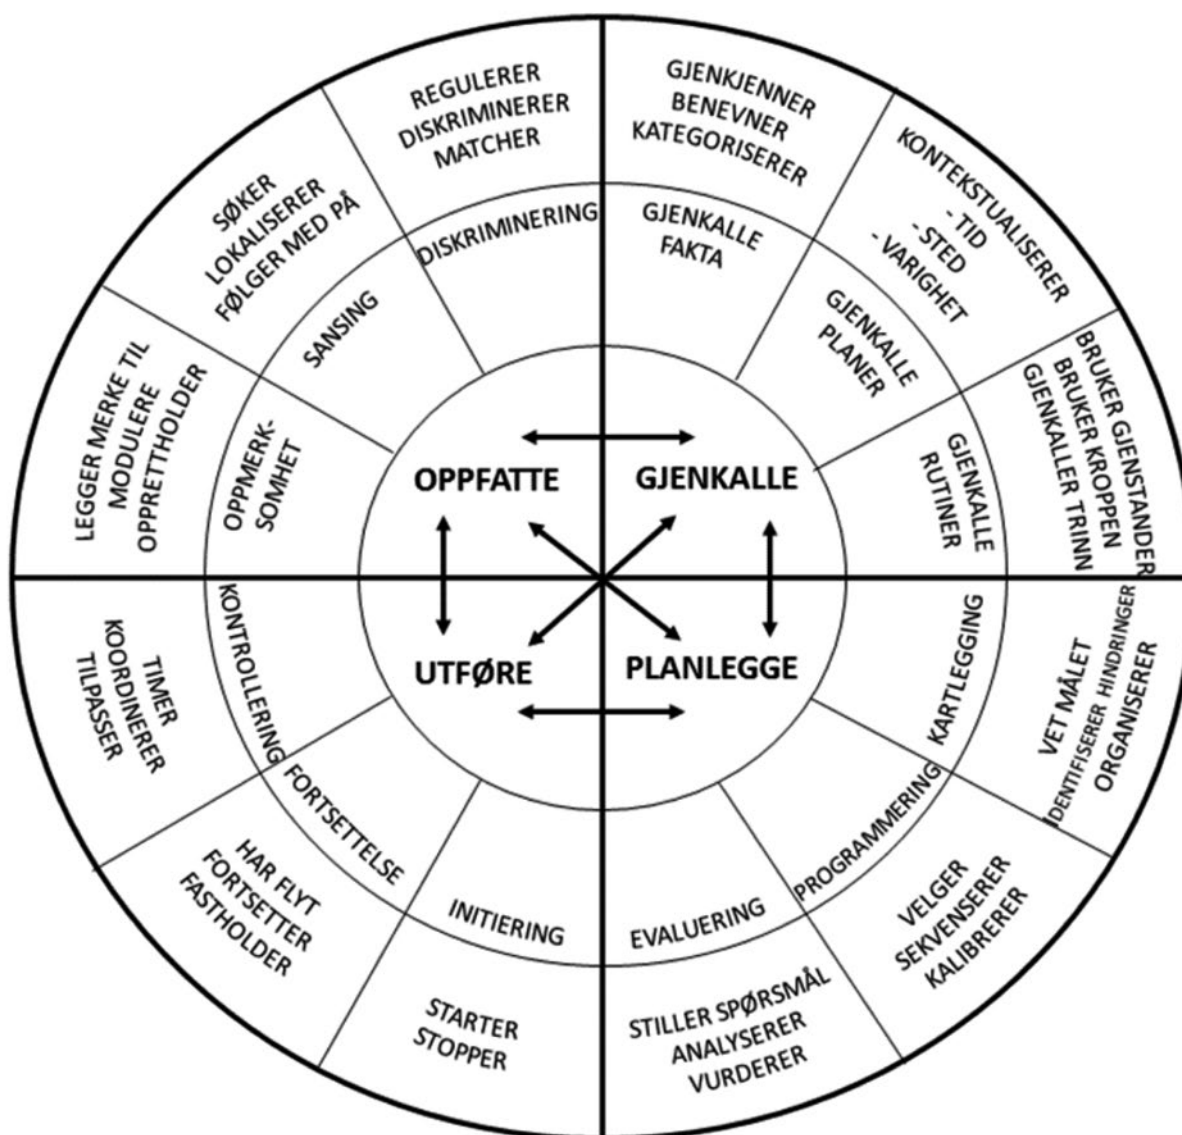 REGULERER
DISKRIMINERER
MATCHER
GJENKJENNER
BENEVNER
KATEGORISERER
KONTEKSTUALISERER
- TID
- STED
- VARIGHET
BRUKER GJENSTANDER
BRUKER KROPPEN
GJENKALLER TRINN
SØKER
LOKALISERER
FØLGER MED PÅ
LEGGER MERKE TIL
MODULERE
OPPRETTHOLDER
DISKRIMINERING
SANSING
OPPMERK-
SOMHET
GJENKALLE
FAKTA
GJENKALLE
PLANER
GJENKALLE
RUTINER
OPPFATTE
GJENKALLE
UTFØRE
PLANLEGGE
KONTROLLERING
FORTSETTELSE
INITIERING
EVALUERING
PROGRAMMERING
KARTLEGGING
TIMER
KOORDINERER
TILPASSER
HAR FLYT
FORTSETTER
FASTHOLDER
STARTER
STOPPER
STILLER SPØRSMÅL
ANALYSERER
VURDERER
VELGER
SEKVENSERER
KALIBRERER
VET MÅLET
IDENTIFISERER HINDRINGER
ORGANISERER